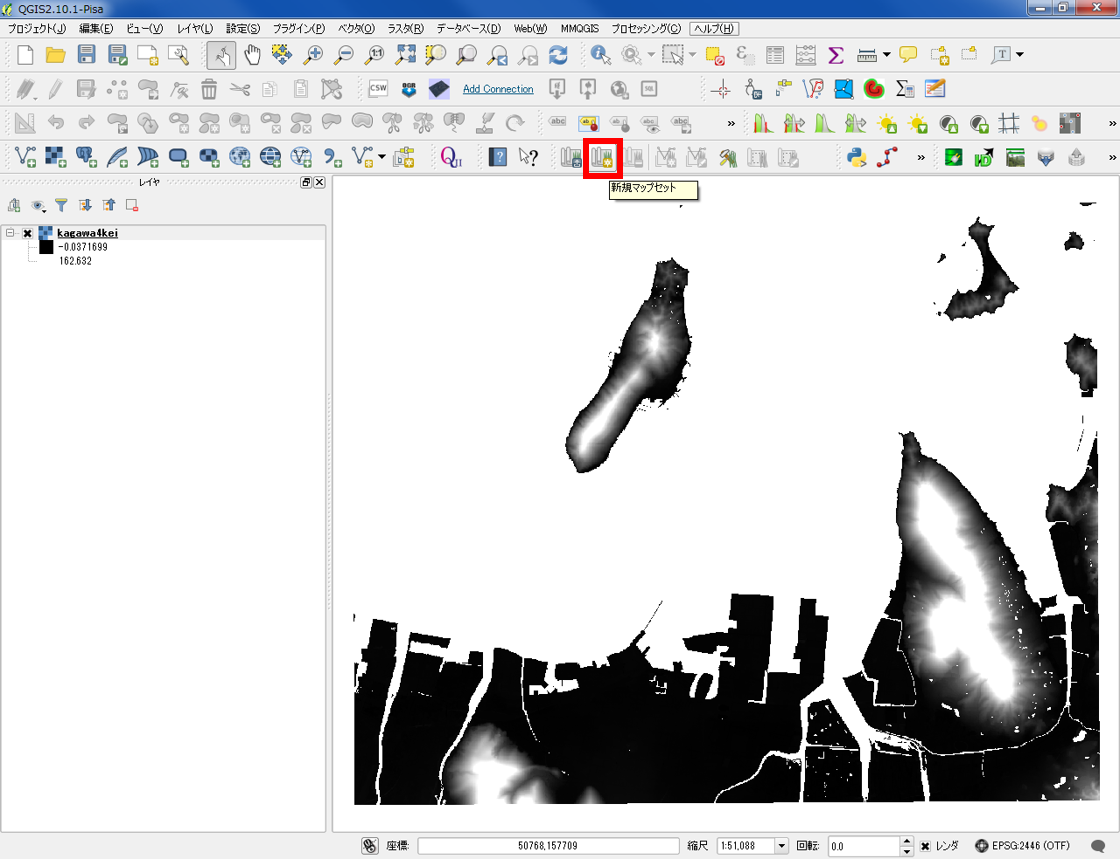 QGIS2.10.1-Pisa
プロジェクト(J) 編集(E) ビュー(V) レイヤ(L) 設定(S) プラグイン(P) ベクタ(O) ラスタ(R) データベース(D) Web(W) MMQGIS プロセッシング(C) ヘルプ(H)
CSW Add Connection
新規マップセット
レイヤ
kagawa4kei
-0.0371699
162.632
座標: 50768,157709 縮尺 1:51,088 回転: 0.0 レンダ EPSG:2446 (OTF)